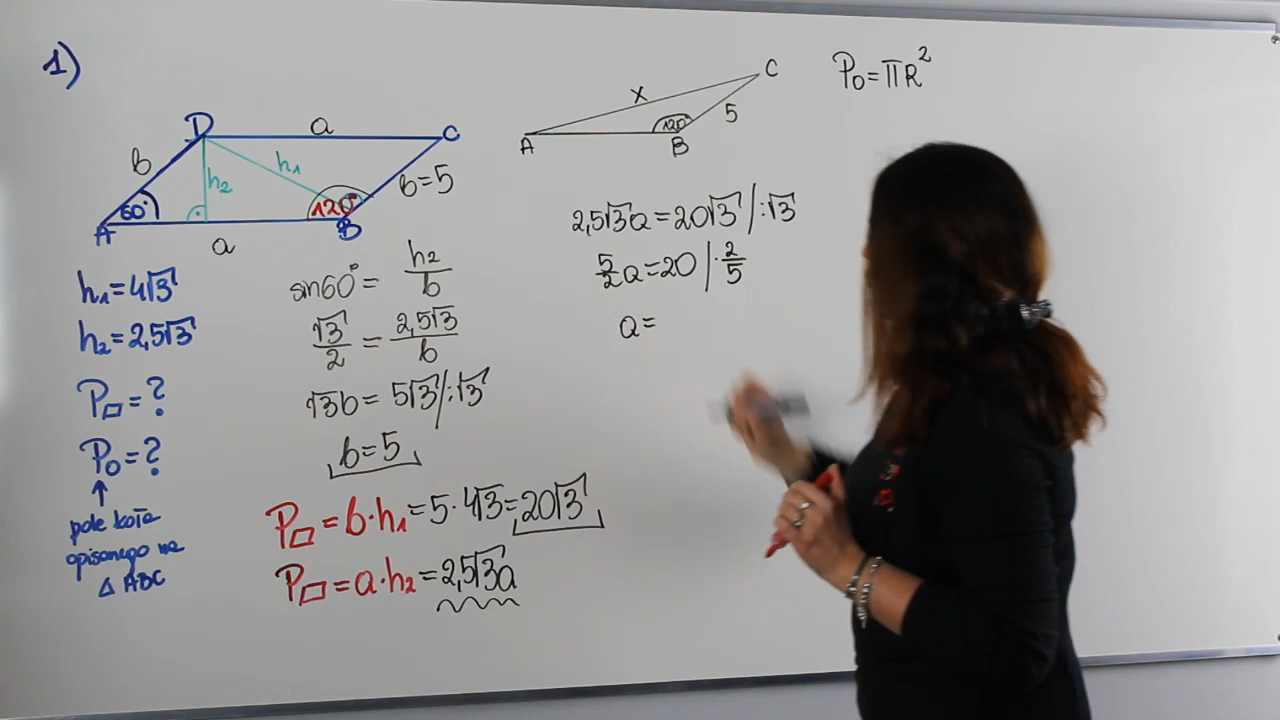 1)
D a C
b h₂ h₁ b=5
60° 120°
A a B
h₁=4√3
h₂=2,5√3
P▱=?
P○=?
↑
pole koła
opisanego na
△ABC
sin60°=h₂/b
√3/2=2,5√3/b
√3b=5√3/:√3
b=5
P▱=b·h₁=5·4√3=20√3
P▱=a·h₂=2,5√3a
C
x 5
120°
A B
2,5√3a=20√3/:√3
5/2a=20/·2/5
a=
P○=πR²